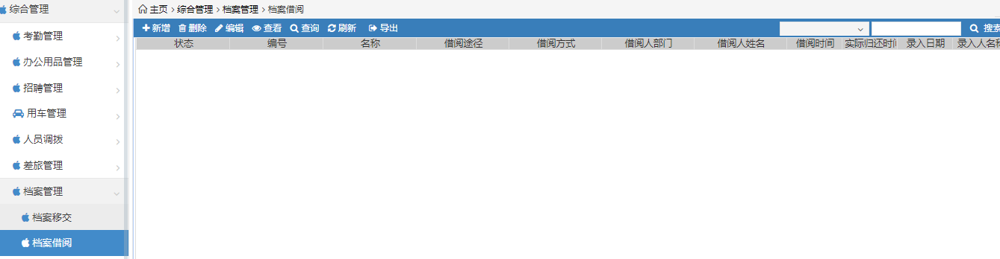 综合管理
考勤管理
办公用品管理
招聘管理
用车管理
人员调拨
差旅管理
档案管理
档案移交
档案借阅
主页 > 综合管理 > 档案管理 > 档案借阅
新增 删除 编辑 查看 查询 刷新 导出 搜索
状态 编号 名称 借阅途径 借阅方式 借阅人部门 借阅人姓名 借阅时间 实际归还时间 录入日期 录入人名称